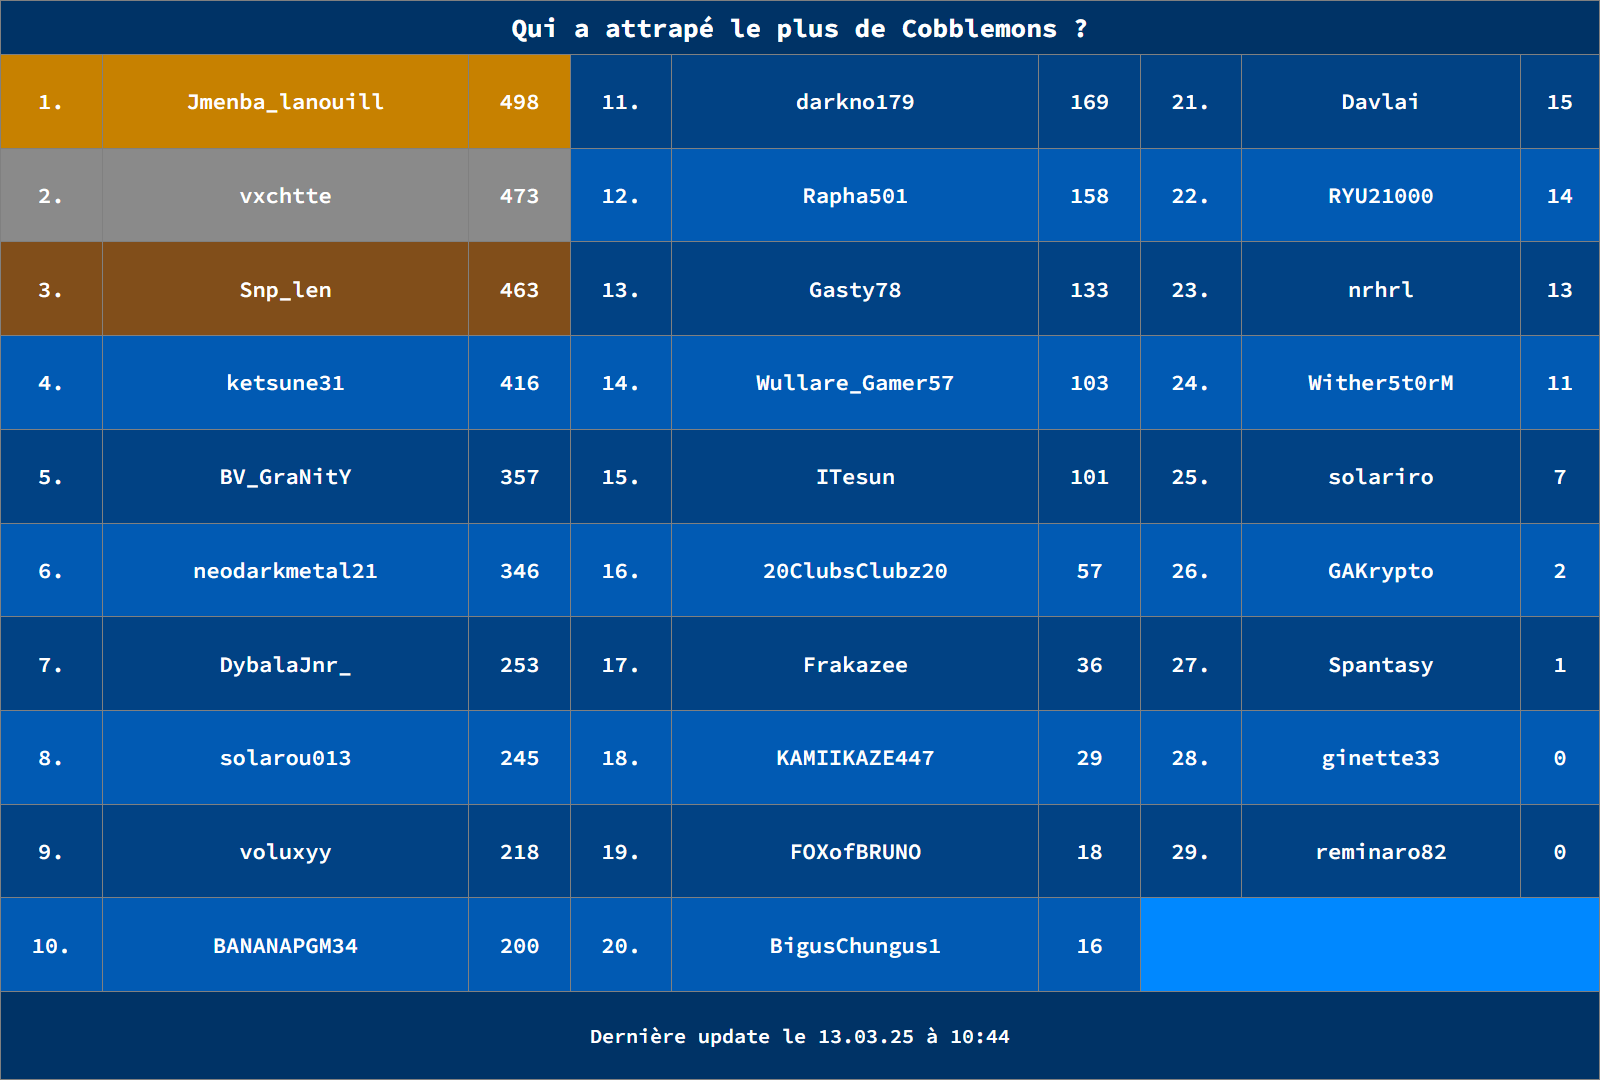 Qui a attrapé le plus de Cobblemons ?
1. Jmenba_lanouill 498 11. darkno179 169 21. Davlai 15
2. vxchtte 473 12. Rapha501 158 22. RYU21000 14
3. Snp_len 463 13. Gasty78 133 23. nrhrl 13
4. ketsune31 416 14. Wullare_Gamer57 103 24. Wither5t0rM 11
5. BV_GraNitY 357 15. ITesun 101 25. solariro 7
6. neodarkmetal21 346 16. 20ClubsClubz20 57 26. GAKrypto 2
7. DybalaJnr_ 253 17. Frakazee 36 27. Spantasy 1
8. solarou013 245 18. KAMIIKAZE447 29 28. ginette33 0
9. voluxyy 218 19. FOXofBRUNO 18 29. reminaro82 0
10. BANANAPGM34 200 20. BigusChungus1 16
Dernière update le 13.03.25 à 10:44